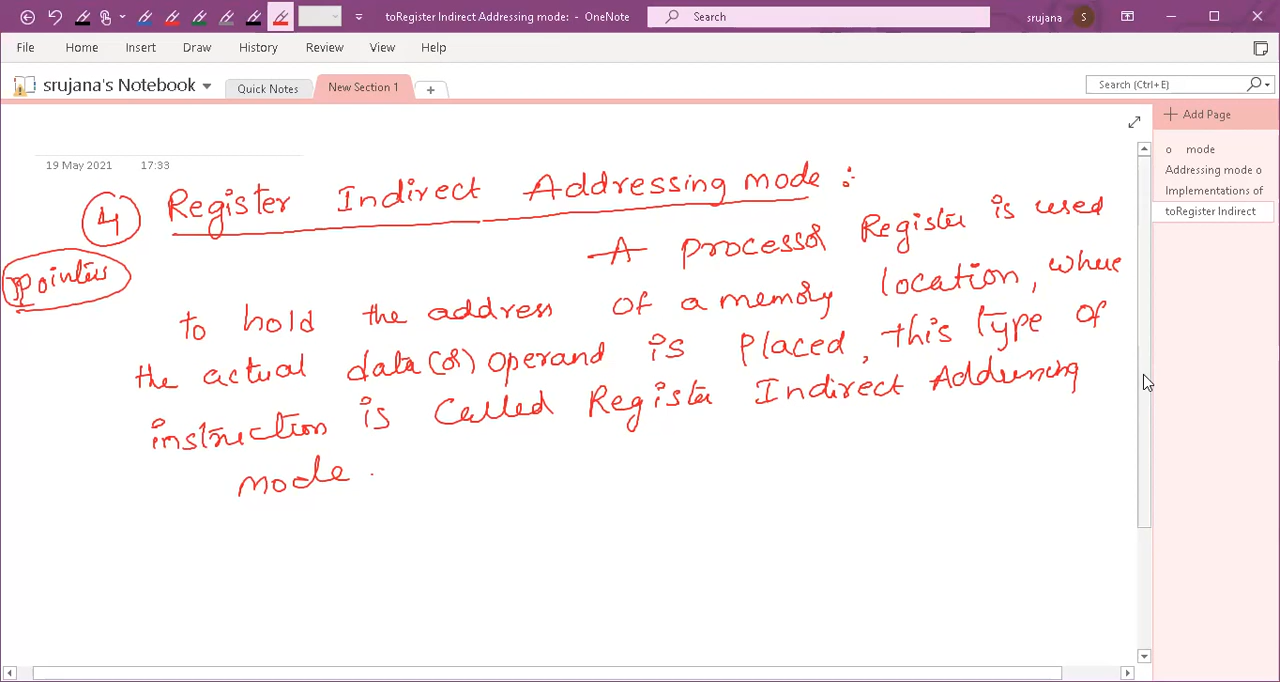 toRegister Indirect Addressing mode: - OneNote
Search
srujana
S
File Home Insert Draw History Review View Help
srujana's Notebook
Quick Notes
New Section 1
+
Search (Ctrl+E)
Add Page
o mode
Addressing mode o
Implementations of
toRegister Indirect
19 May 2021 17:33
4 Register Indirect Addressing mode :
Pointers
A processor Register is used
to hold the address of a memory location, where
the actual data (or) operand is placed, this type of
instruction is called Register Indirect Addressing
mode.